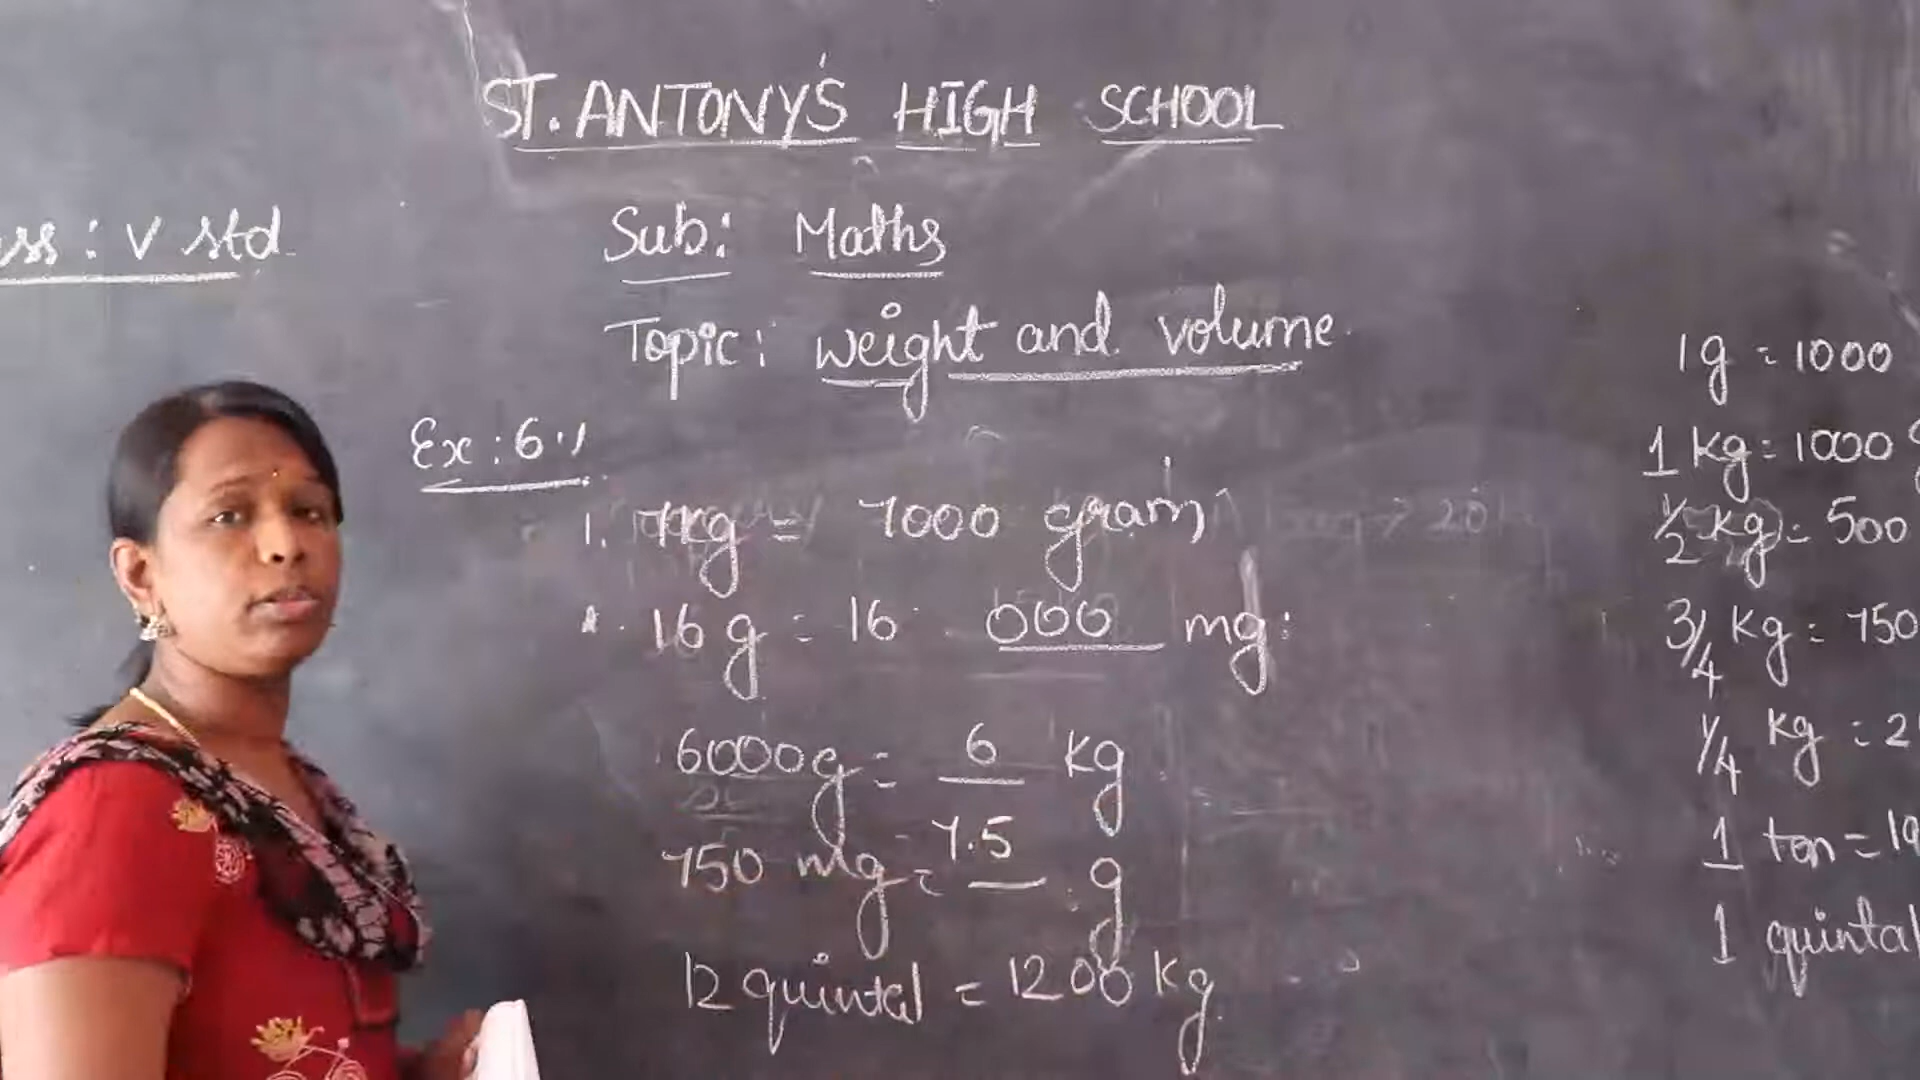 ST. ANTONY'S HIGH SCHOOL
ss : V std
Sub: Maths
Topic: weight and volume
Ex : 6.1
1. 7kg = 7000 gram
16 g = 16 000 mg
6000g = 6 kg
750 mg = 7.5 g
12 quintal = 1200 kg
1g = 1000
1 kg = 1000 g
1/2 kg = 500
3/4 kg = 750
1/4 kg = 2
1 ton = 10
1 quintal